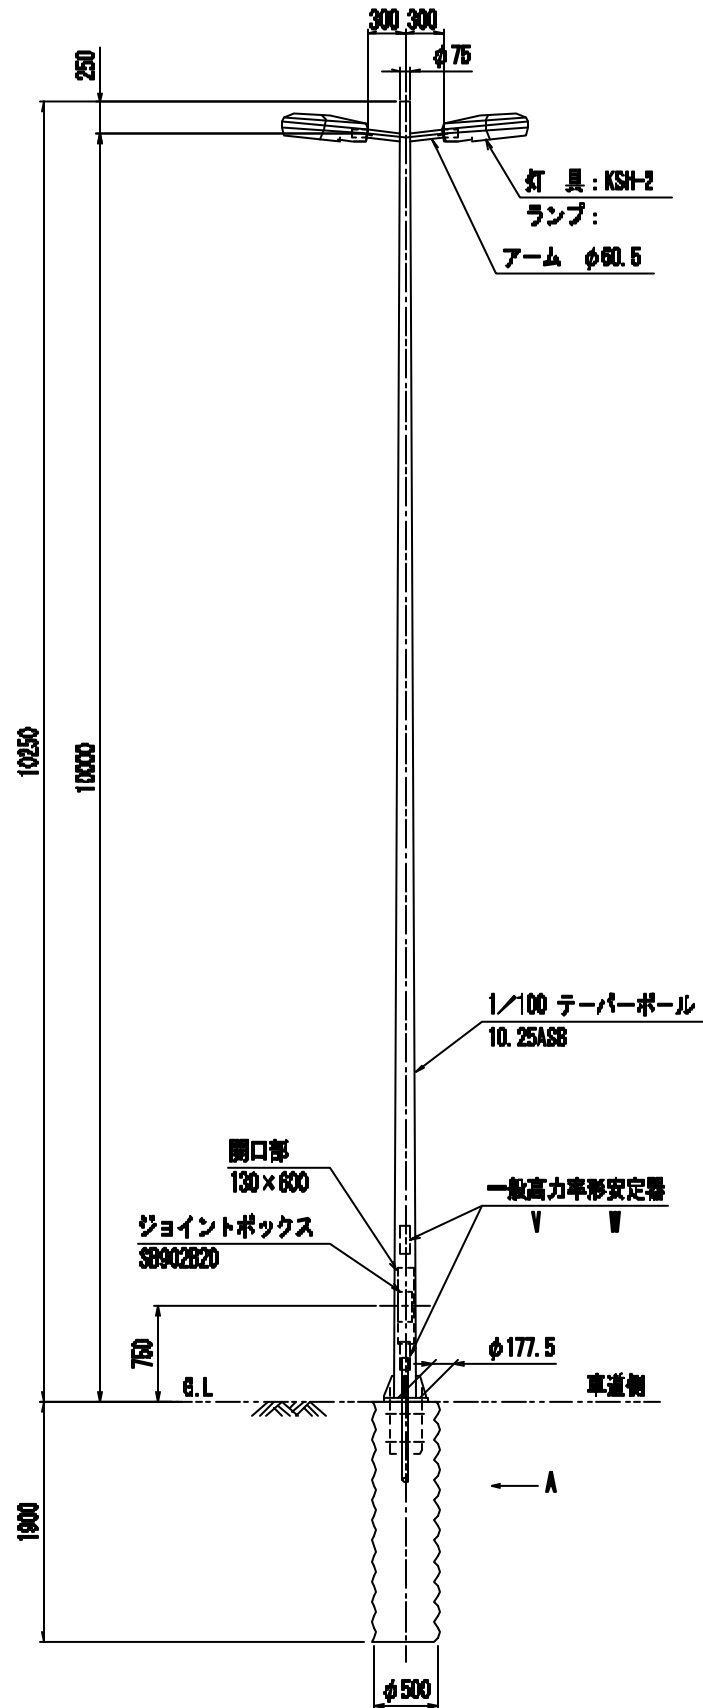 300 300
φ75
250
灯 具:KSH-2
ランプ:
アーム φ60.5
10250
10000
1/100 テーパーポール
10.25ASB
開口部
130×600
一般高力率形安定器
V W
ジョイントボックス
SB902B20
750
φ177.5
G.L
車道側
A
1900
φ500